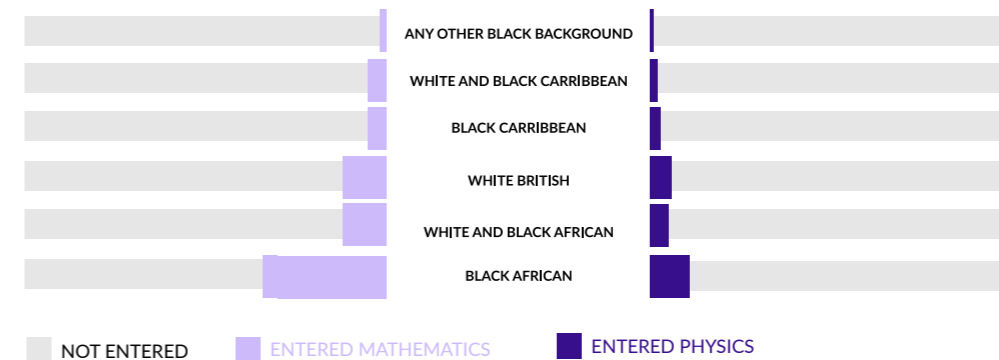 ANY OTHER BLACK BACKGROUND
WHITE AND BLACK CARRIBBEAN
BLACK CARRIBBEAN
WHITE BRITISH
WHITE AND BLACK AFRICAN
BLACK AFRICAN
NOT ENTERED
ENTERED MATHEMATICS
ENTERED PHYSICS